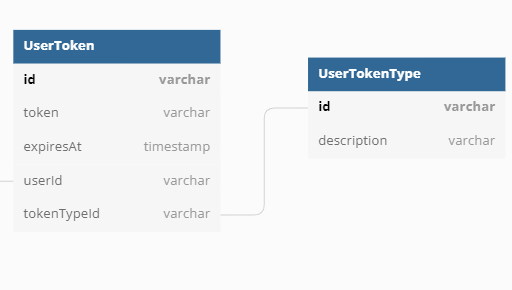 UserToken
id varchar
token varchar
expiresAt timestamp
userId varchar
tokenTypeId varchar
UserTokenType
id varchar
description varchar